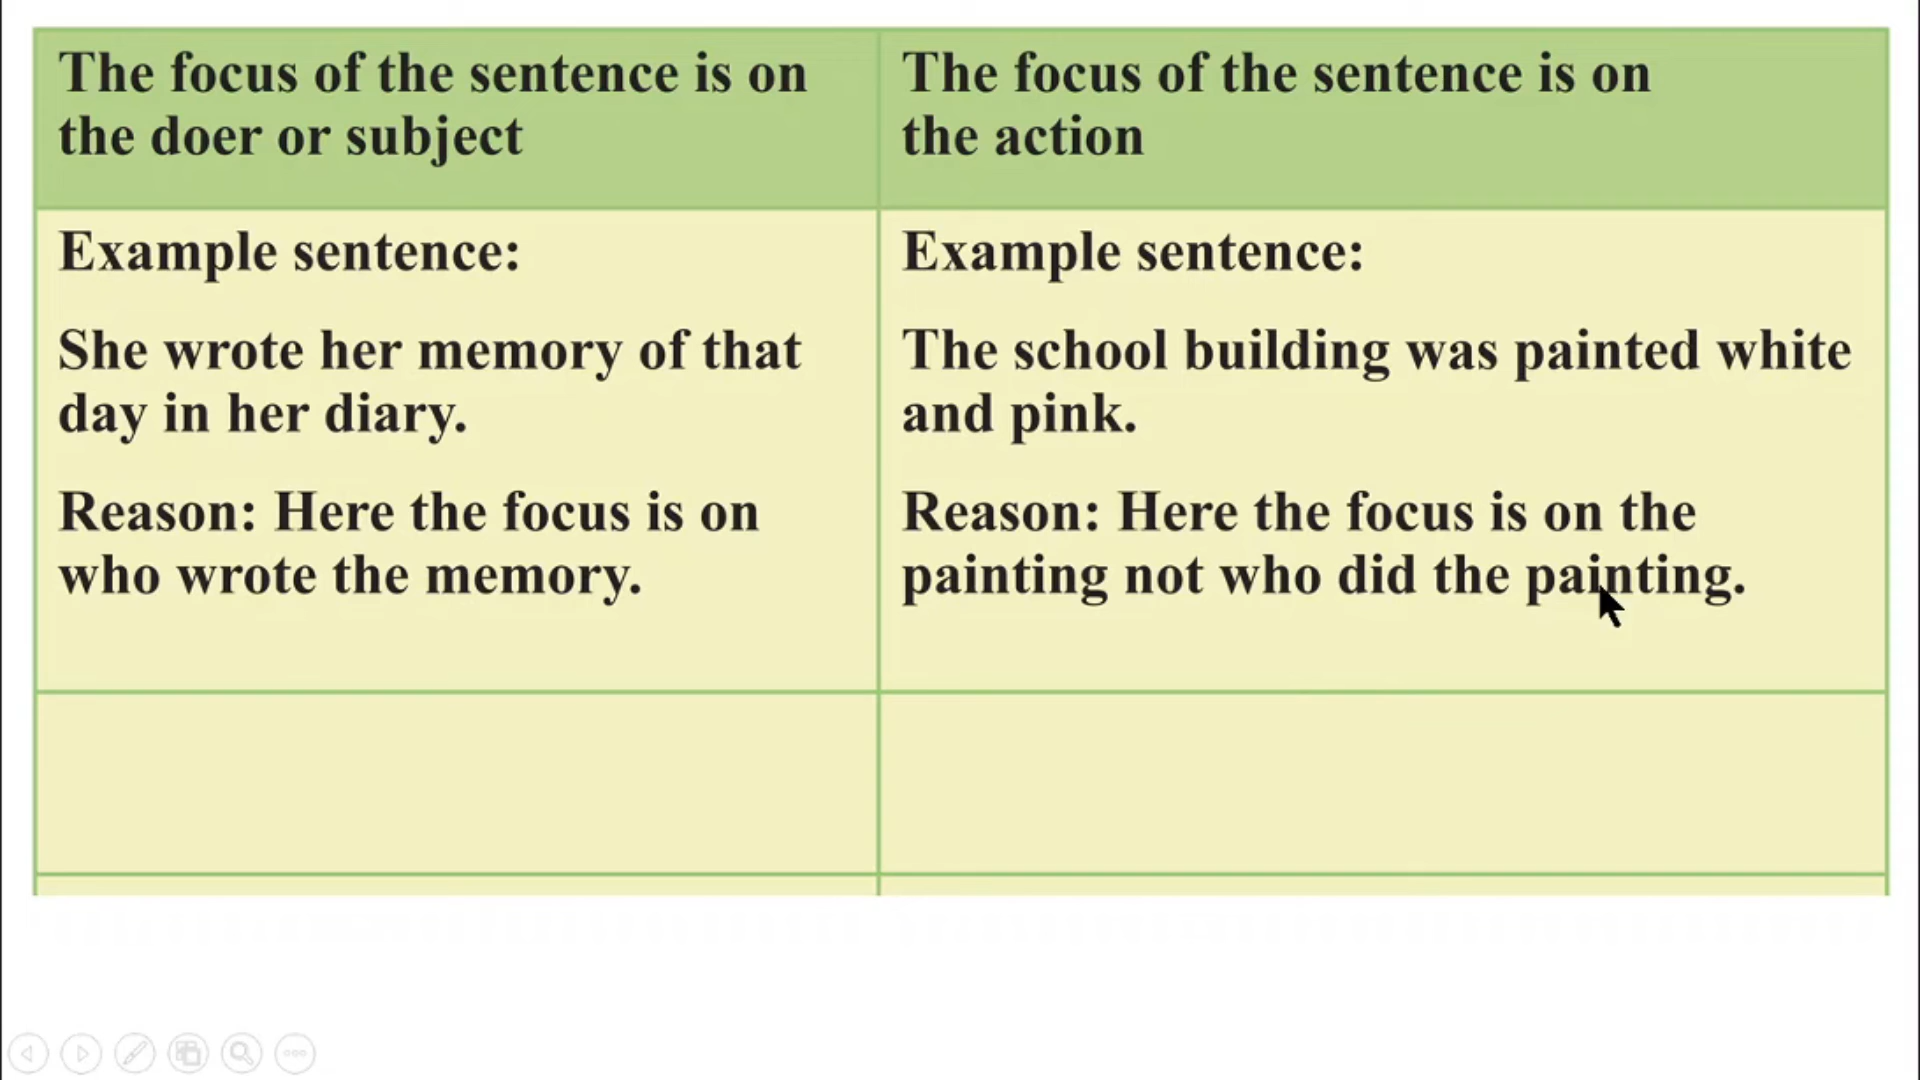 The focus of the sentence is on
the doer or subject
The focus of the sentence is on
the action
Example sentence:
She wrote her memory of that
day in her diary.
Reason: Here the focus is on
who wrote the memory.
Example sentence:
The school building was painted white
and pink.
Reason: Here the focus is on the
painting not who did the painting.